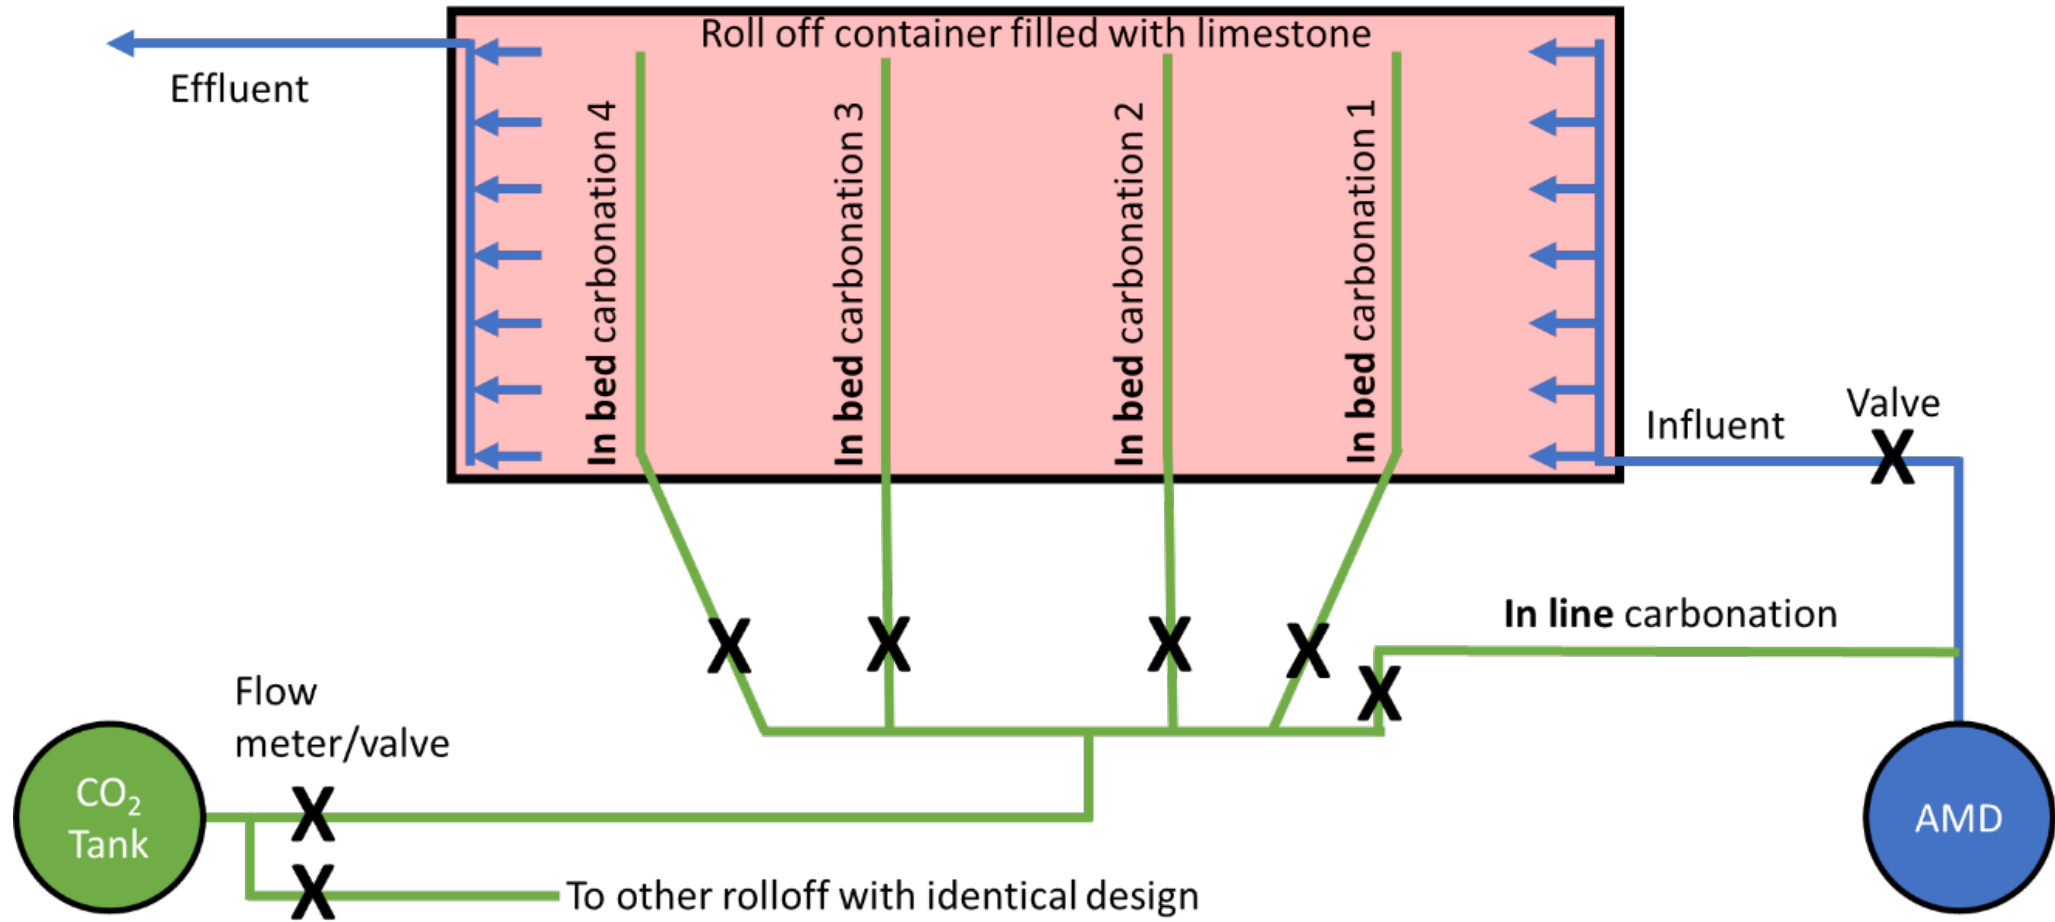 Roll off container filled with limestone
Effluent
In bed carbonation 4
In bed carbonation 3
In bed carbonation 2
In bed carbonation 1
Influent
Valve
X
In line carbonation
X
X
X
X
X
Flow
meter/valve
CO₂
Tank
X
X
To other rolloff with identical design
AMD